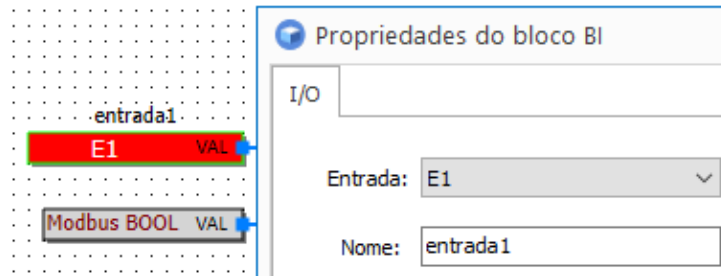 Propriedades do bloco BI
I/O
entrada1
E1 VAL
Entrada: E1
Modbus BOOL VAL
Nome: entrada1